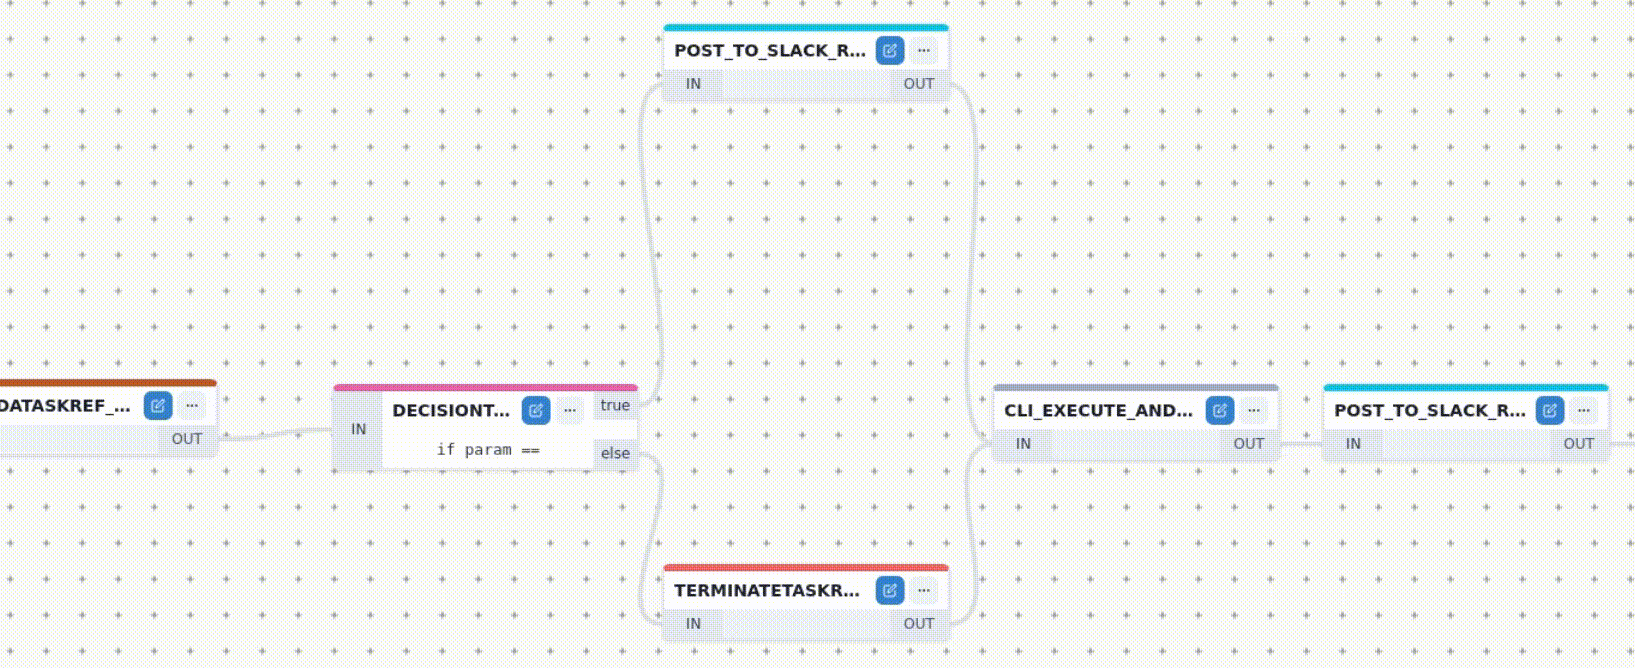 POST_TO_SLACK_R...
IN
OUT
DATASKREF_...
OUT
DECISIONT...
true
IN
if param ==
else
CLI_EXECUTE_AND...
IN
OUT
POST_TO_SLACK_R...
IN
OUT
TERMINATETASKR...
IN
OUT